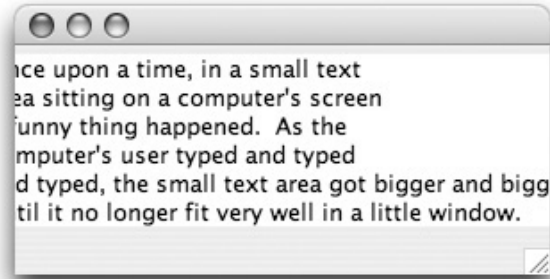 nce upon a time, in a small text
ea sitting on a computer's screen
funny thing happened.  As the
mputer's user typed and typed
d typed, the small text area got bigger and bigg
til it no longer fit very well in a little window.